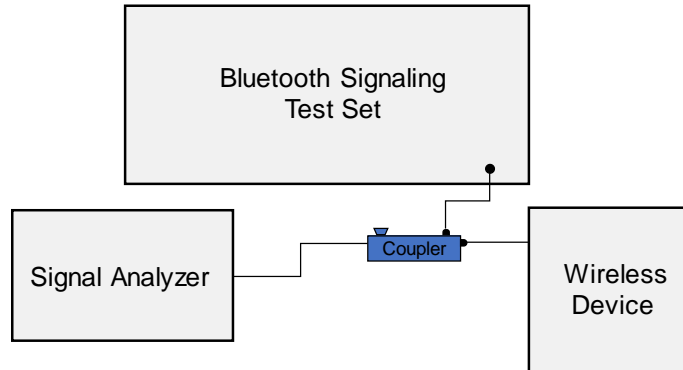 Bluetooth Signaling
Test Set
Signal Analyzer
Coupler
Wireless
Device